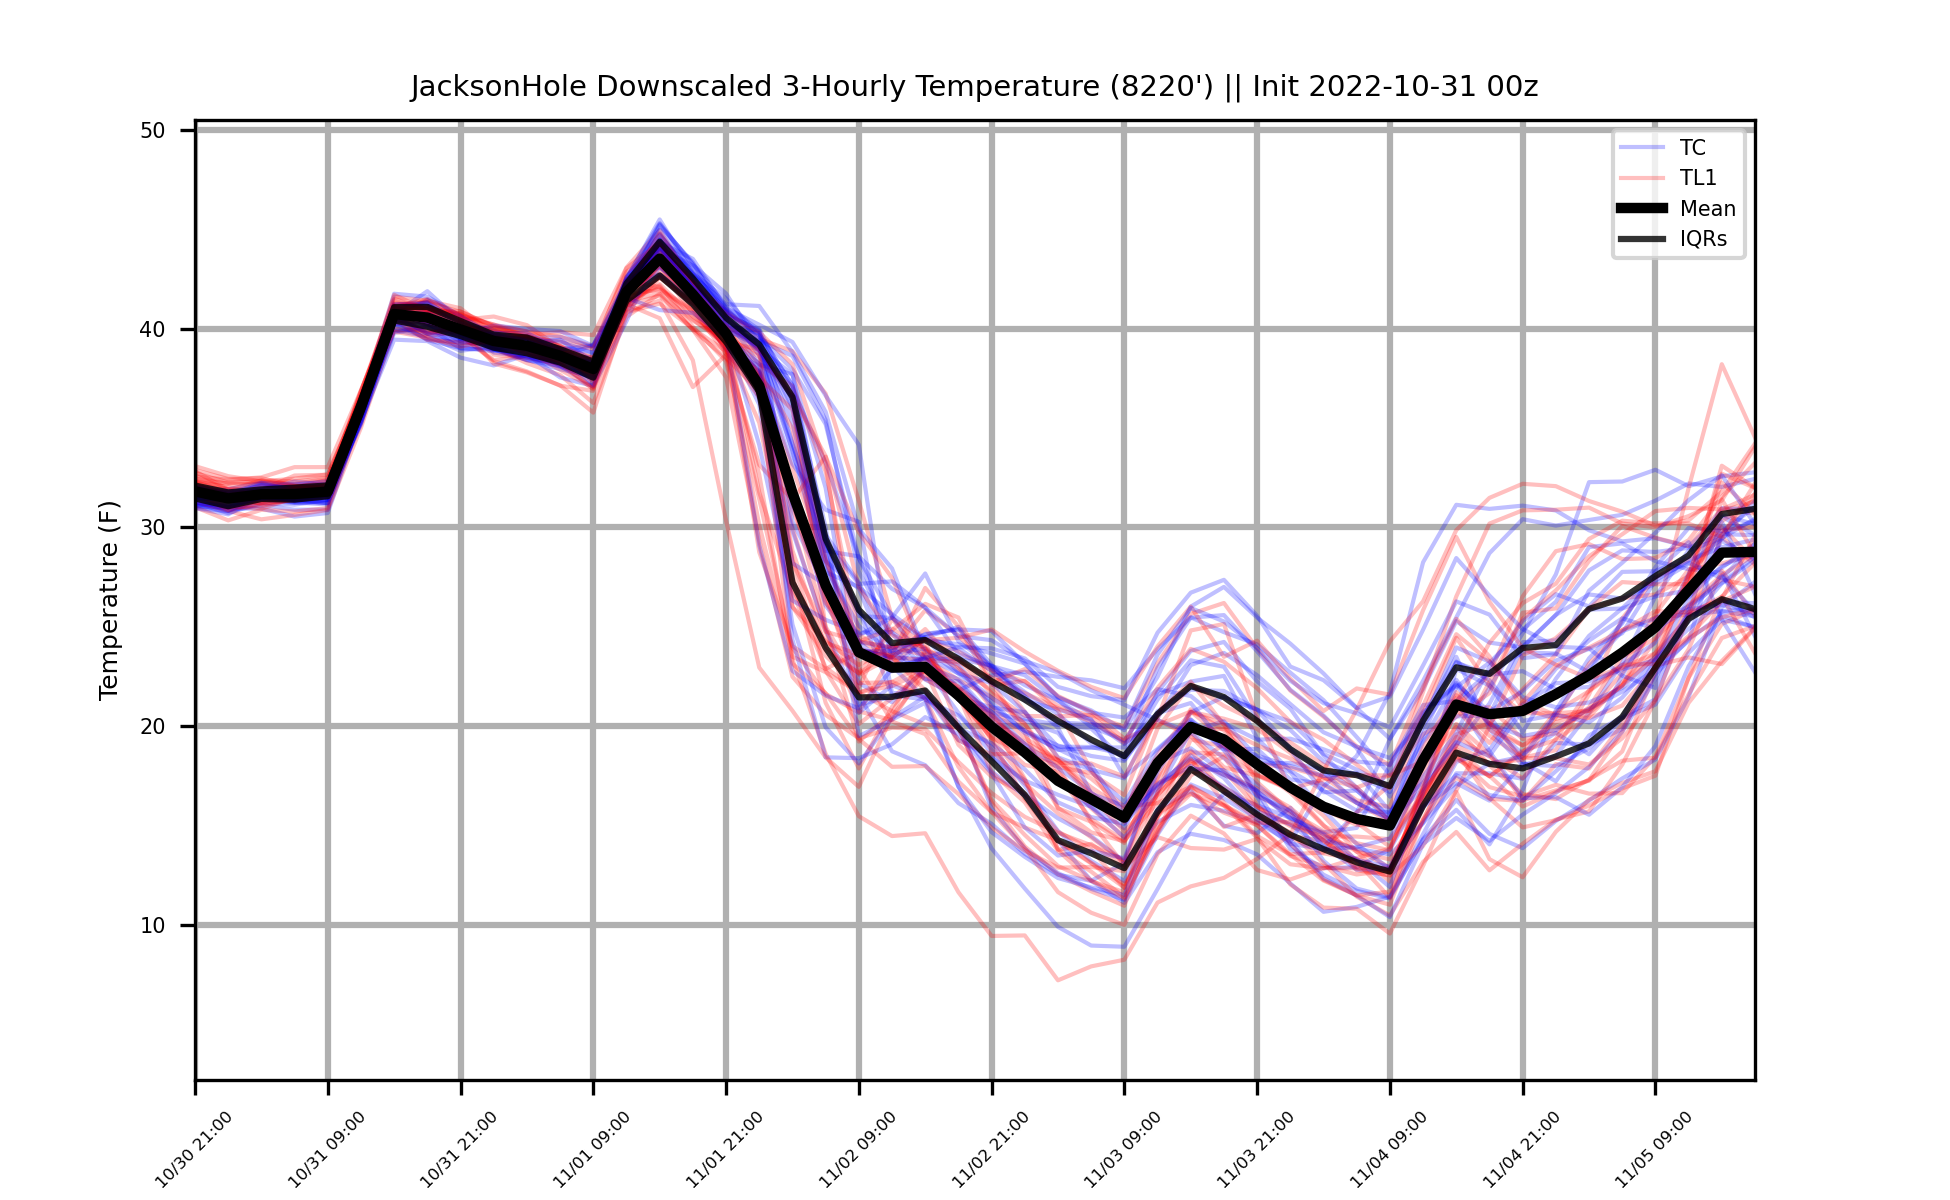 JacksonHole Downscaled 3-Hourly Temperature (8220') || Init 2022-10-31 00z
TC
TL1
Mean
IQRs
Temperature (F)
50
40
30
20
10
10/30 21:00
10/31 09:00
10/31 21:00
11/01 09:00
11/01 21:00
11/02 09:00
11/02 21:00
11/03 09:00
11/03 21:00
11/04 09:00
11/04 21:00
11/05 09:00